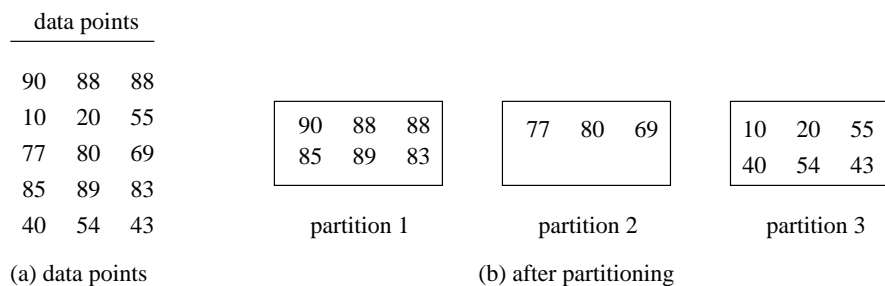 data points
90 88 88
10 20 55
77 80 69
85 89 83
40 54 43
(a) data points
90 88 88
85 89 83
partition 1
77 80 69
partition 2
10 20 55
40 54 43
partition 3
(b) after partitioning